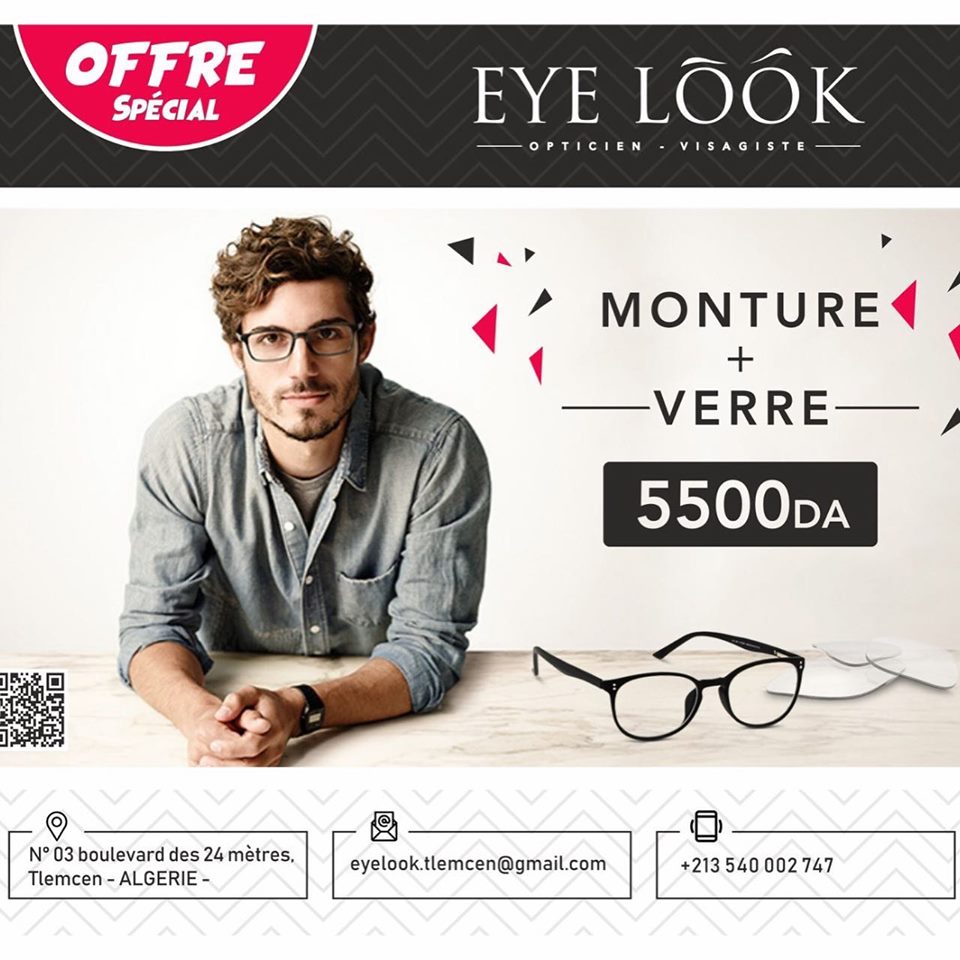 OFFRE
SPÉCIAL
EYE LŌÓK
OPTICIEN - VISAGISTE
MONTURE
+
VERRE
5500DA
N° 03 boulevard des 24 mètres,
Tlemcen - ALGERIE -
eyelook.tlemcen@gmail.com
+213 540 002 747